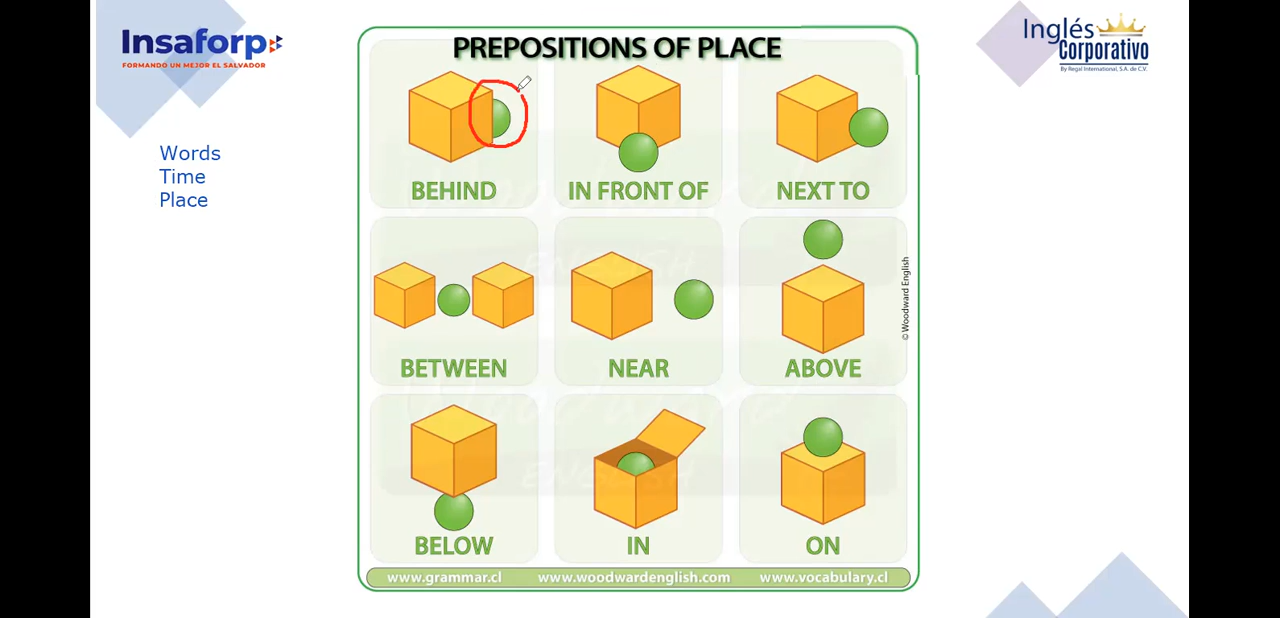 Insaforp
FORMANDO UN MEJOR EL SALVADOR
PREPOSITIONS OF PLACE
Inglés
Corporativo
By Regal International, S.A. de C.V.
Words
Time
Place
BEHIND
IN FRONT OF
NEXT TO
BETWEEN
NEAR
ABOVE
© Woodward English
BELOW
IN
ON
www.grammar.cl
www.woodwardenglish.com
www.vocabulary.cl